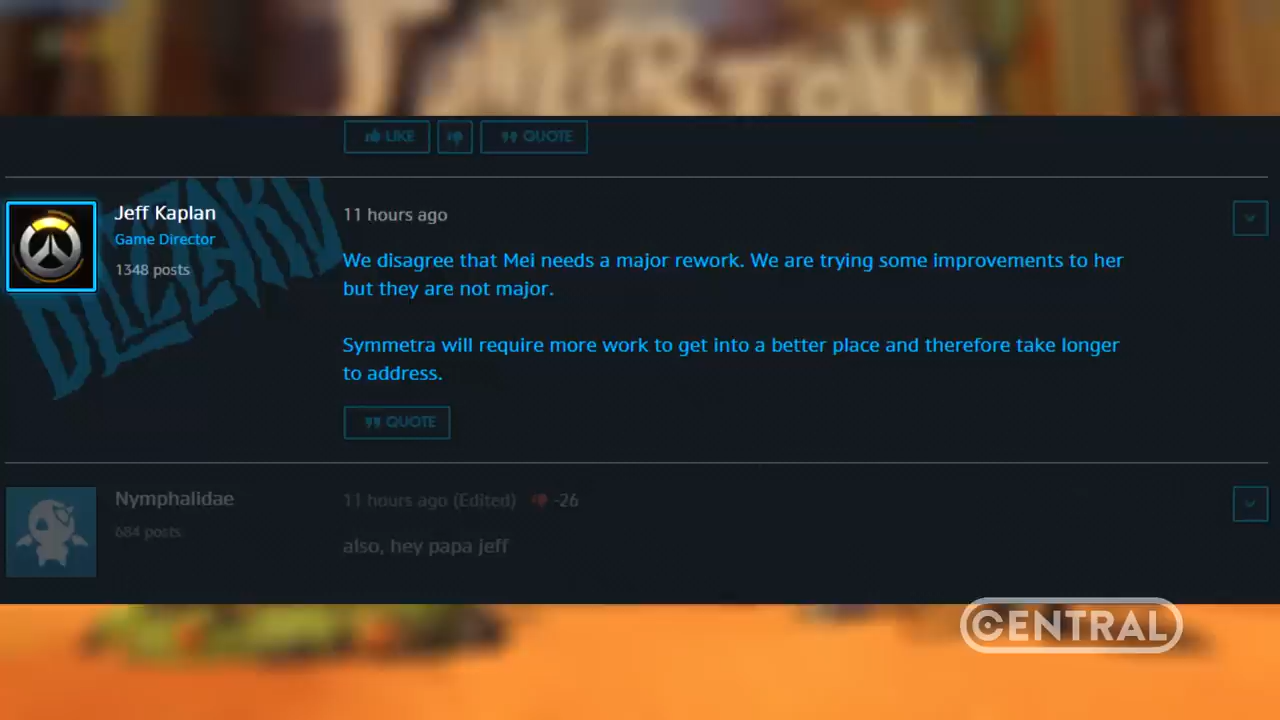 JUNKERTOWN
LIKE
QUOTE
BLIZZARD
Jeff Kaplan
Game Director
1348 posts
11 hours ago
We disagree that Mei needs a major rework. We are trying some improvements to her
but they are not major.
Symmetra will require more work to get into a better place and therefore take longer
to address.
QUOTE
Nymphalidae
684 posts
11 hours ago (Edited) -26
also, hey papa jeff
CENTRAL